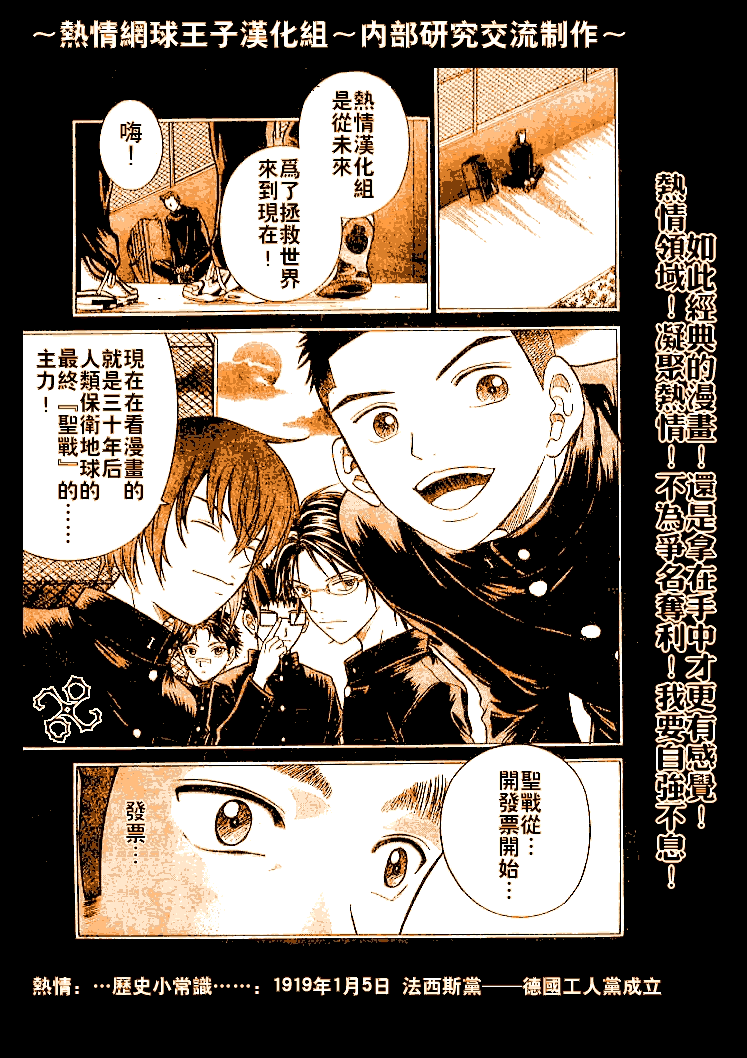 ～熱情網球王子漢化組～内部研究交流制作～
熱情漢化組
是從未來
爲了拯救世界
來到現在！
嗨！
現在在看漫畫的
就是三十年后
人類保衛地球的
最終『聖戰』的……
主力！
聖戰從…
開發票開始…
發票…
如此經典的漫畫！還是拿在手中才更有感覺！
熱情領域！凝聚熱情！不為爭名奪利！我要自強不息！
熱情：…歷史小常識……：1919年1月5日 法西斯黨——德國工人黨成立